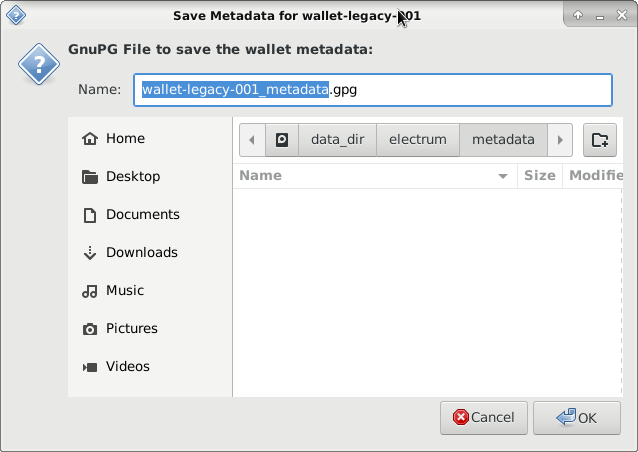 Save Metadata for wallet-legacy-001
GnuPG File to save the wallet metadata:
Name: wallet-legacy-001_metadata.gpg
Home
Desktop
Documents
Downloads
Music
Pictures
Videos
data_dir electrum metadata
Name Size Modifie
Cancel OK